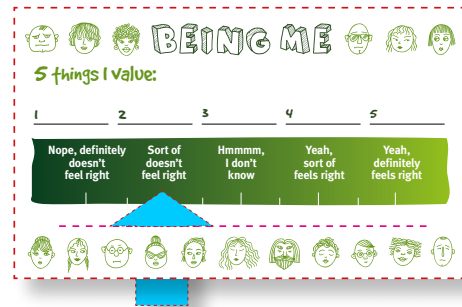 BEING ME
5 things I value:
1 2 3 4 5
Nope, definitely doesn't feel right
Sort of doesn't feel right
Hmmmm, I don't know
Yeah, sort of feels right
Yeah, definitely feels right